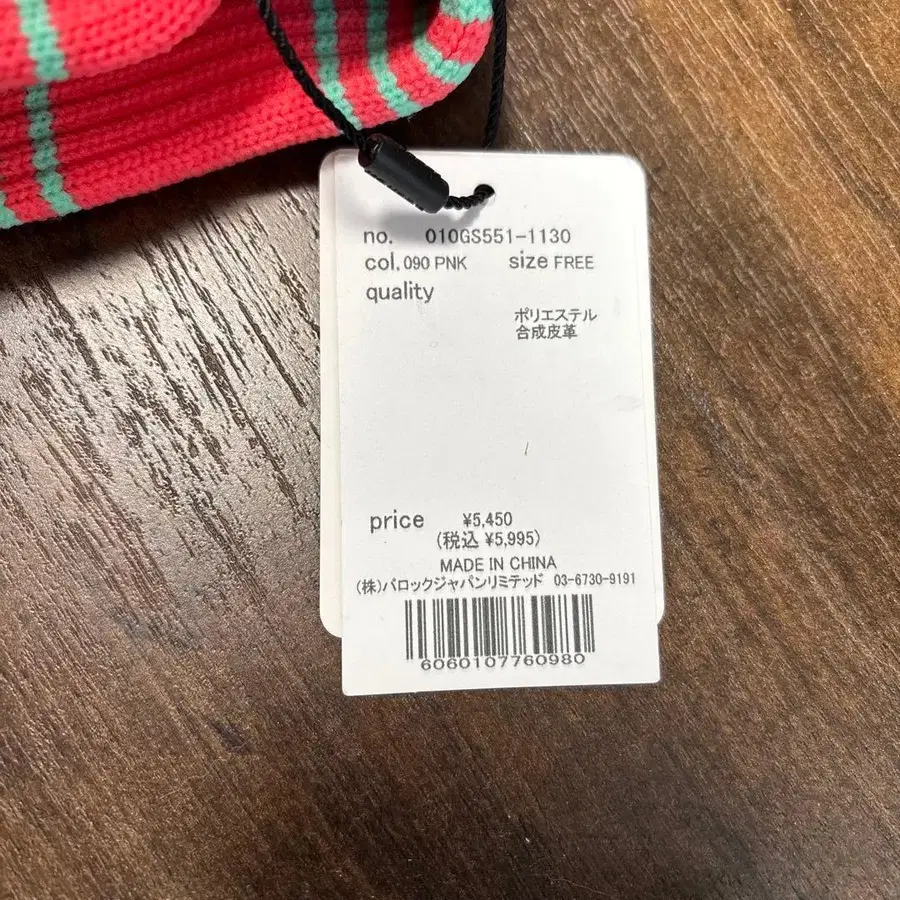 no. 010GS551-1130
col. 090 PNK size FREE
quality
ポリエステル
合成皮革
price ¥5,450
(税込 ¥5,995)
MADE IN CHINA
(株)バロックジャパンリミテッド 03-6730-9191
6060107760980